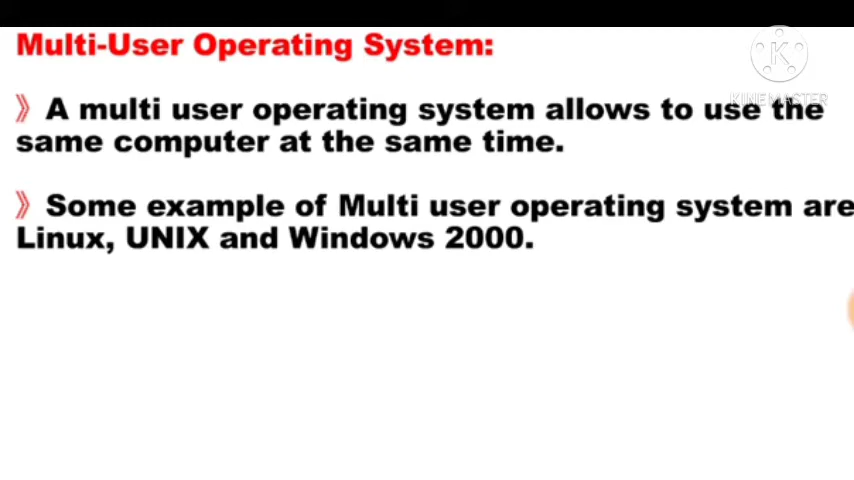 Multi-User Operating System:
KINEMASTER
》 A multi user operating system allows to use the
same computer at the same time.
》 Some example of Multi user operating system are
Linux, UNIX and Windows 2000.